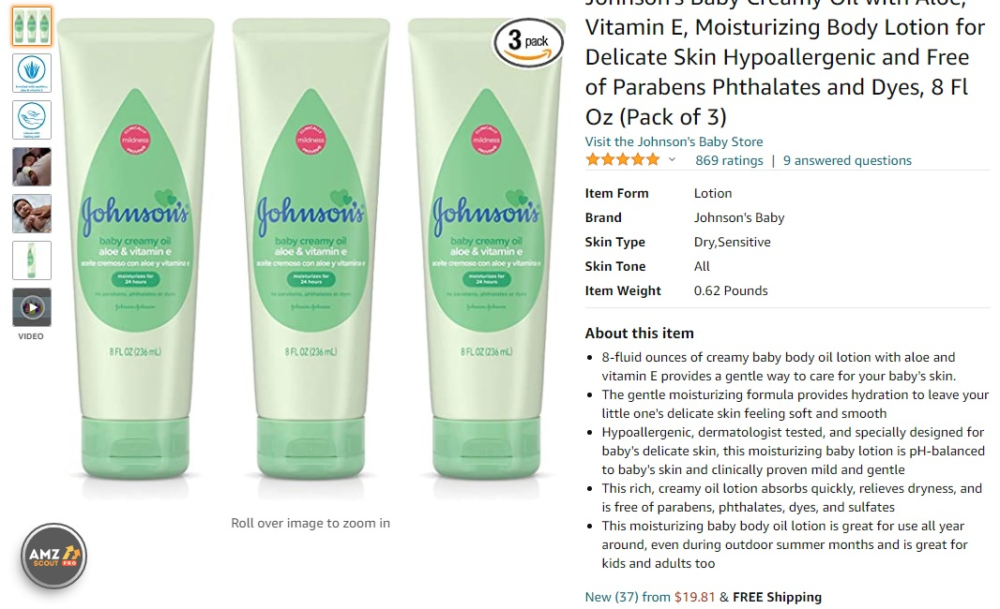 Johnson's Baby Creamy Oil with Aloe,
Vitamin E, Moisturizing Body Lotion for
Delicate Skin Hypoallergenic and Free
of Parabens Phthalates and Dyes, 8 Fl
Oz (Pack of 3)
Visit the Johnson's Baby Store
869 ratings | 9 answered questions
Item Form Lotion
Brand Johnson's Baby
Skin Type Dry,Sensitive
Skin Tone All
Item Weight 0.62 Pounds
About this item
8-fluid ounces of creamy baby body oil lotion with aloe and
vitamin E provides a gentle way to care for your baby's skin.
The gentle moisturizing formula provides hydration to leave your
little one's delicate skin feeling soft and smooth
Hypoallergenic, dermatologist tested, and specially designed for
baby's delicate skin, this moisturizing baby lotion is pH-balanced
to baby's skin and clinically proven mild and gentle
This rich, creamy oil lotion absorbs quickly, relieves dryness, and
is free of parabens, phthalates, dyes, and sulfates
This moisturizing baby body oil lotion is great for use all year
around, even during outdoor summer months and is great for
kids and adults too
New (37) from $19.81 & FREE Shipping
3 pack
CLINICALLY
mildness
PROVEN
Johnson's®
baby creamy oil
aloe & vitamin e
aceite cremoso con aloe y vitamina e
moisturizes for
24 hours
no parabens, phthalates or dyes
Johnson & Johnson
8 FL OZ (236 mL)
CLINICALLY
mildness
PROVEN
Johnson's®
baby creamy oil
aloe & vitamin e
aceite cremoso con aloe y vitamina e
moisturizes for
24 hours
no parabens, phthalates or dyes
Johnson & Johnson
8 FL OZ (236 mL)
CLINICALLY
mildness
PROVEN
Johnson's®
baby creamy oil
aloe & vitamin e
aceite cremoso con aloe y vitamina e
moisturizes for
24 hours
no parabens, phthalates or dyes
Johnson & Johnson
8 FL OZ (236 mL)
VIDEO
Roll over image to zoom in
AMZ
SCOUT PRO